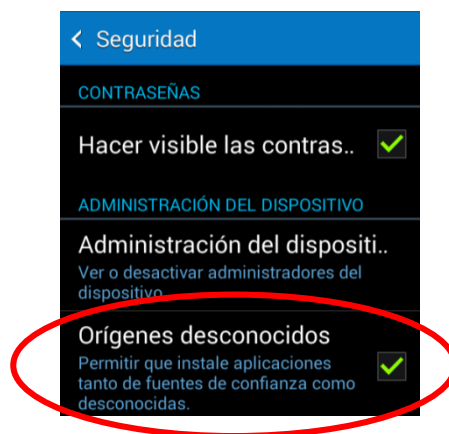 Seguridad
CONTRASEÑAS
Hacer visible las contras..
ADMINISTRACIÓN DEL DISPOSITIVO
Administración del dispositi..
Ver o desactivar administradores del
dispositivo.
Orígenes desconocidos
Permitir que instale aplicaciones
tanto de fuentes de confianza como
desconocidas.